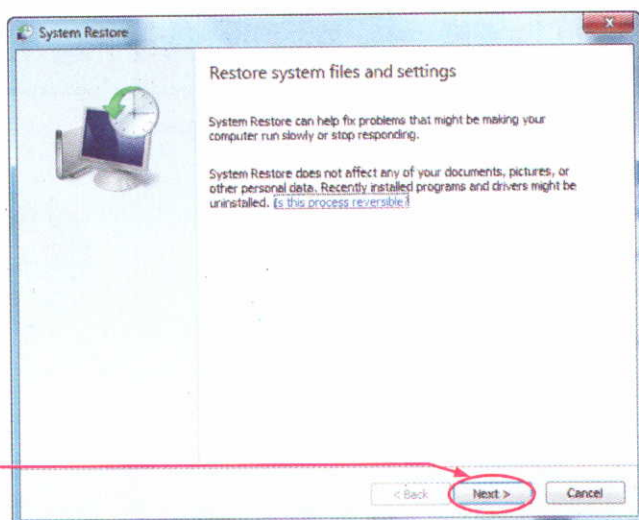 System Restore
Restore system files and settings
System Restore can help fix problems that might be making your
computer run slowly or stop responding.
System Restore does not affect any of your documents, pictures, or
other personal data. Recently installed programs and drivers might be
uninstalled. Is this process reversible?
< Back Next > Cancel